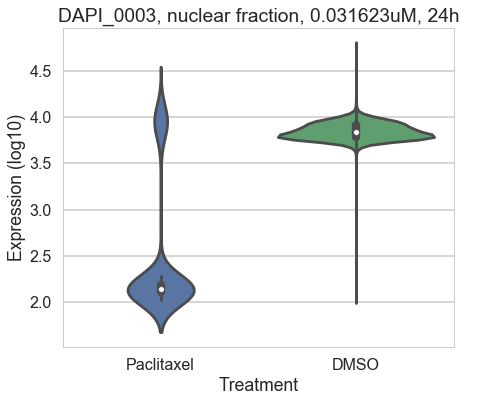 DAPI_0003, nuclear fraction, 0.031623uM, 24h
Expression (log10)
4.5
4.0
3.5
3.0
2.5
2.0
Paclitaxel DMSO
Treatment